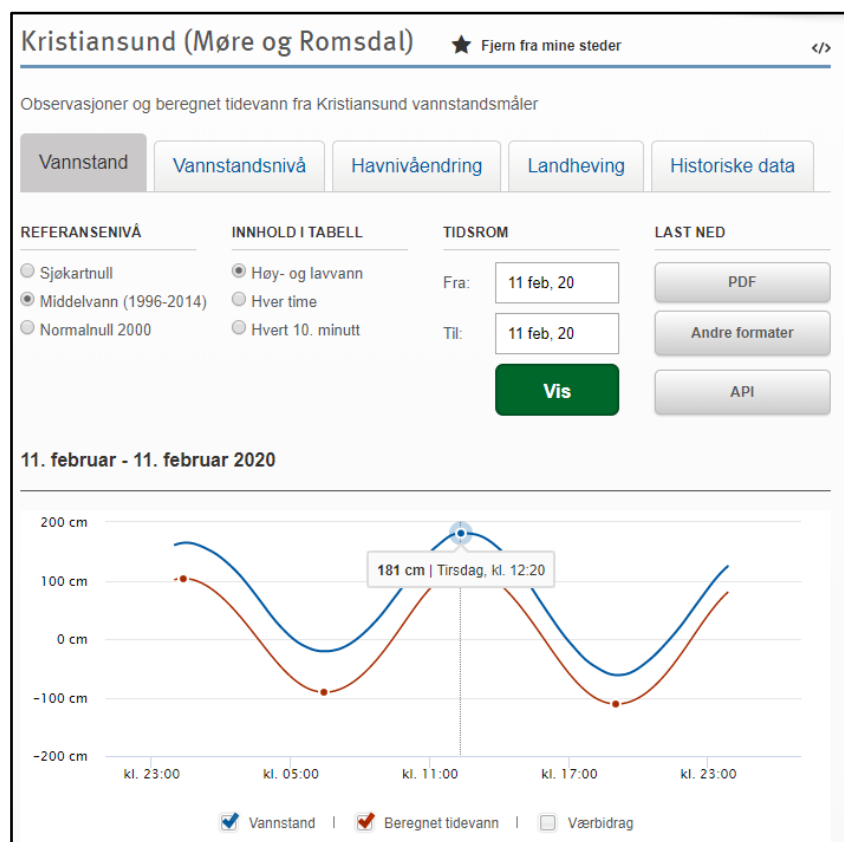 Kristiansund (Møre og Romsdal) ★ Fjern fra mine steder </>
Observasjoner og beregnet tidevann fra Kristiansund vannstandsmåler
Vannstand Vannstandsnivå Havnivåendring Landheving Historiske data
REFERANSENIVÅ INNHOLD I TABELL TIDSROM LAST NED
Sjøkartnull Høy- og lavvann Fra: 11 feb, 20 PDF
Middelvann (1996-2014) Hver time
Normalnull 2000 Hvert 10. minutt Til: 11 feb, 20 Andre formater
Vis API
11. februar - 11. februar 2020
200 cm
181 cm | Tirsdag, kl. 12:20
100 cm
0 cm
−100 cm
−200 cm
kl. 23:00 kl. 05:00 kl. 11:00 kl. 17:00 kl. 23:00
Vannstand | Beregnet tidevann | Værbidrag